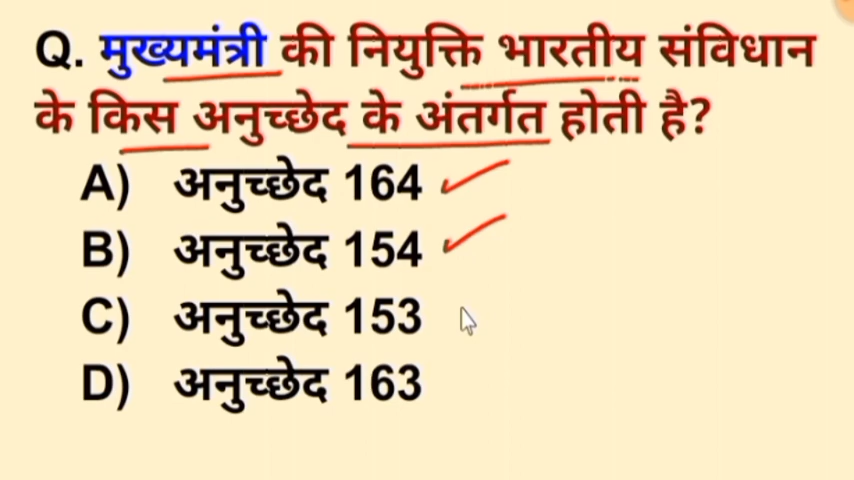 Q. मुख्यमंत्री की नियुक्ति भारतीय संविधान
के किस अनुच्छेद के अंतर्गत होती है?
A) अनुच्छेद 164
B) अनुच्छेद 154
C) अनुच्छेद 153
D) अनुच्छेद 163